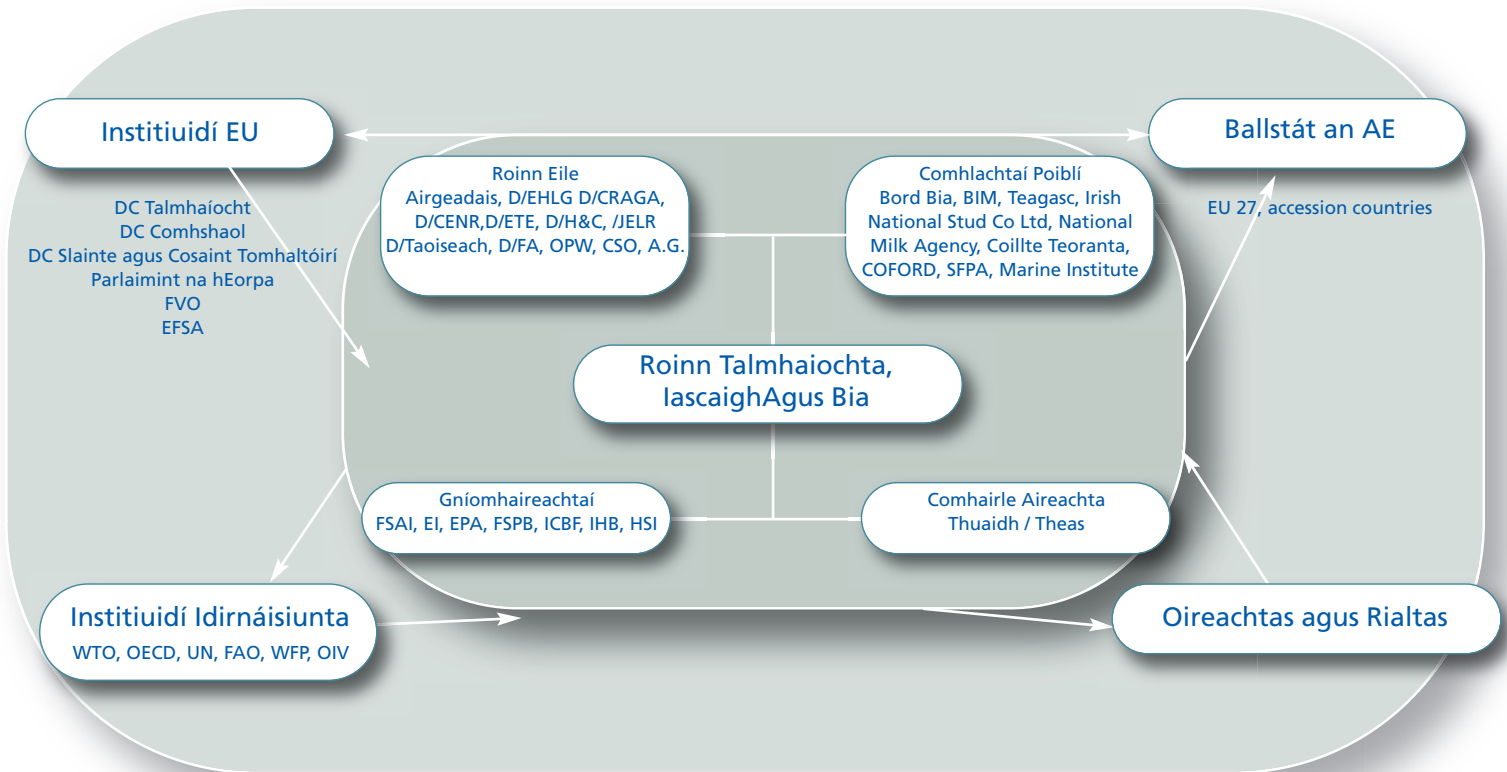 Institiuidí EU
DC Talmhaíocht
DC Comhshaol
DC Slainte agus Cosaint Tomhaltóirí
Parlaimint na hEorpa
FVO
EFSA
Ballstát an AE
EU 27, accession countries
Roinn Eile
Airgeadais, D/EHLG D/CRAGA,
D/CENR,D/ETE, D/H&C, /JELR
D/Taoiseach, D/FA, OPW, CSO, A.G.
Comhlachtaí Poiblí
Bord Bia, BIM, Teagasc, Irish
National Stud Co Ltd, National
Milk Agency, Coillte Teoranta,
COFORD, SFPA, Marine Institute
Roinn Talmhaiochta,
IascaighAgus Bia
Gníomhaireachtaí
FSAI, EI, EPA, FSPB, ICBF, IHB, HSI
Comhairle Aireachta
Thuaidh / Theas
Institiuidí Idirnáisiunta
WTO, OECD, UN, FAO, WFP, OIV
Oireachtas agus Rialtas